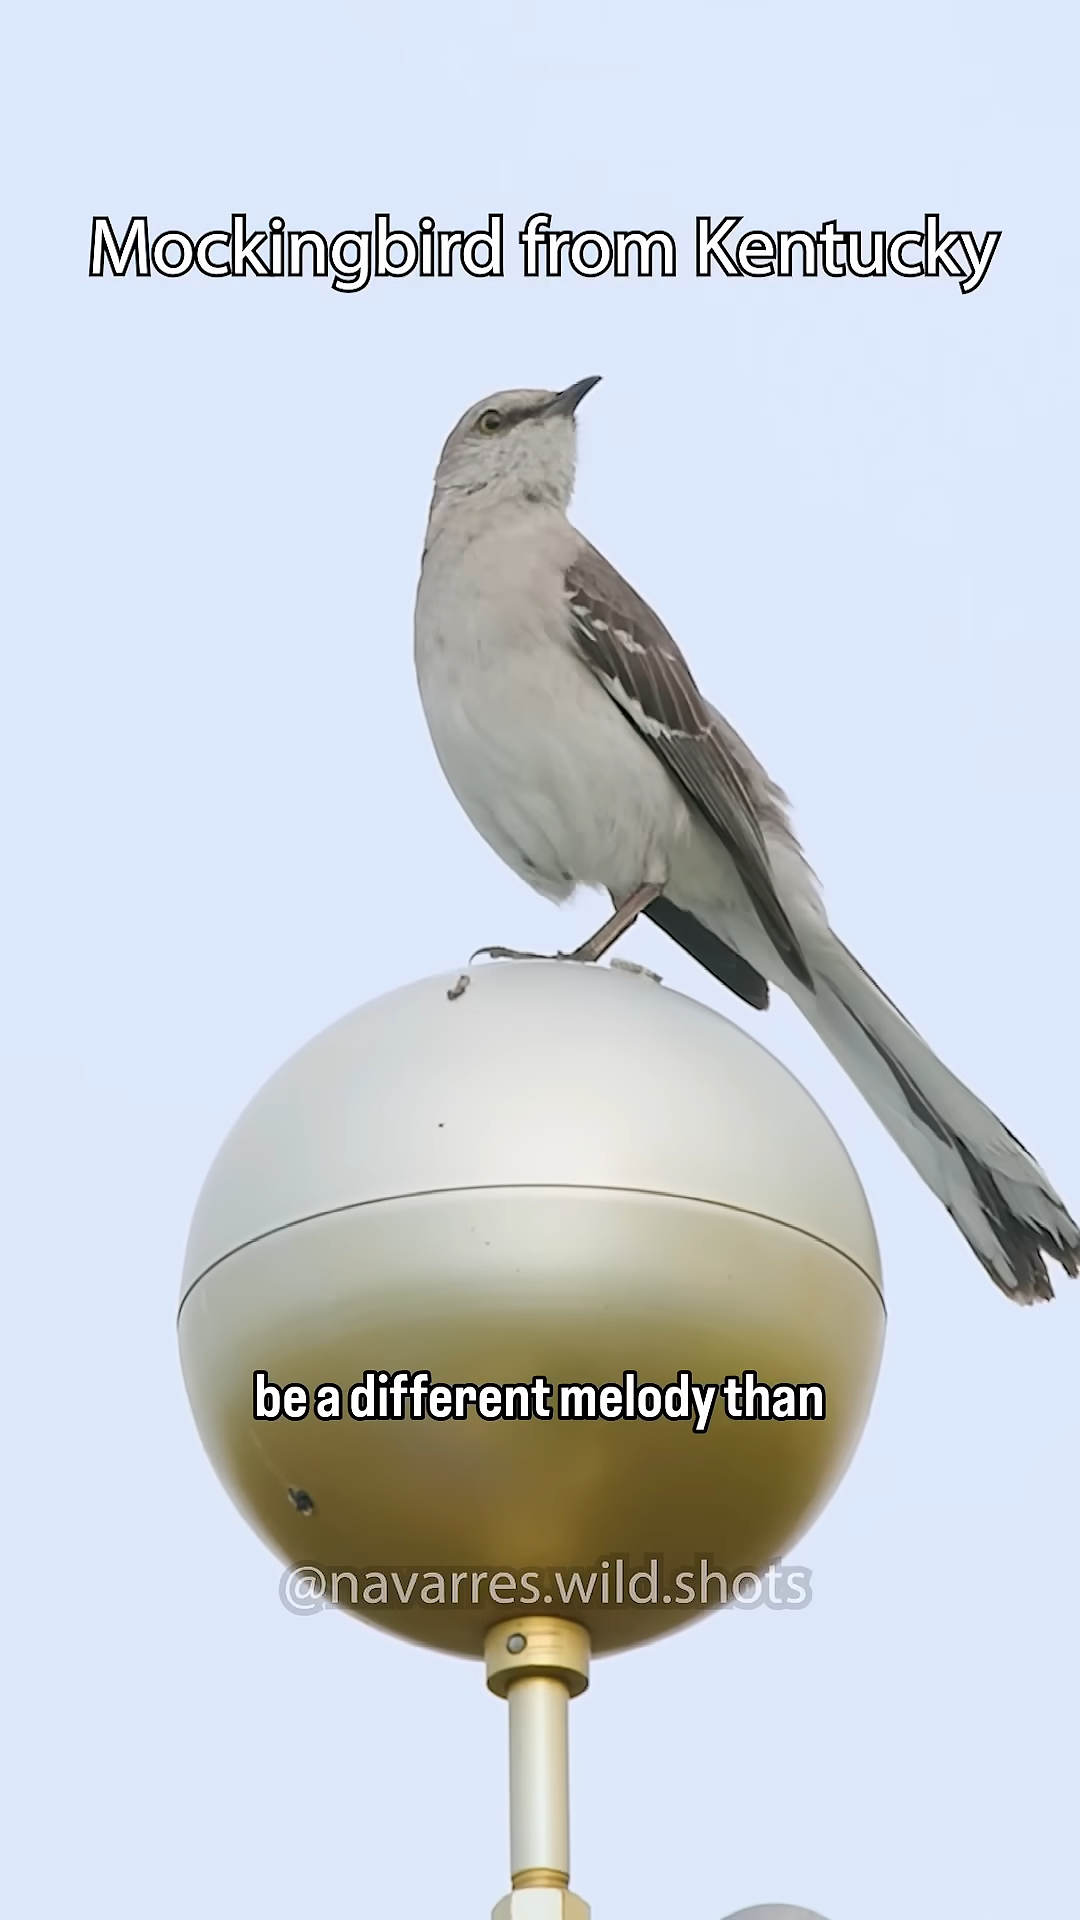 Mockingbird from Kentucky
be a different melody than
@navarres.wild.shots